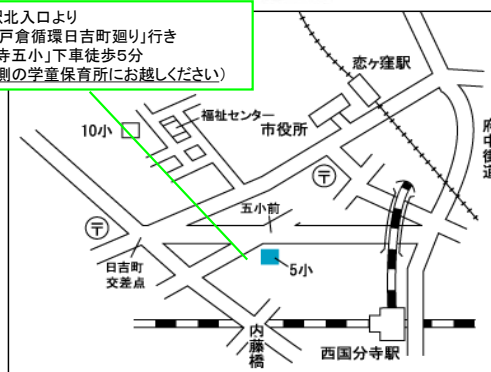 北入口より
戸倉循環日吉町廻り」行き
寺五小」下車徒歩5分
側の学童保育所にお越しください)
恋ヶ窪駅
福祉センター
市役所
10小
府中街道
〒
五小前
〒
日吉町
交差点
5小
内藤橋
西国分寺駅